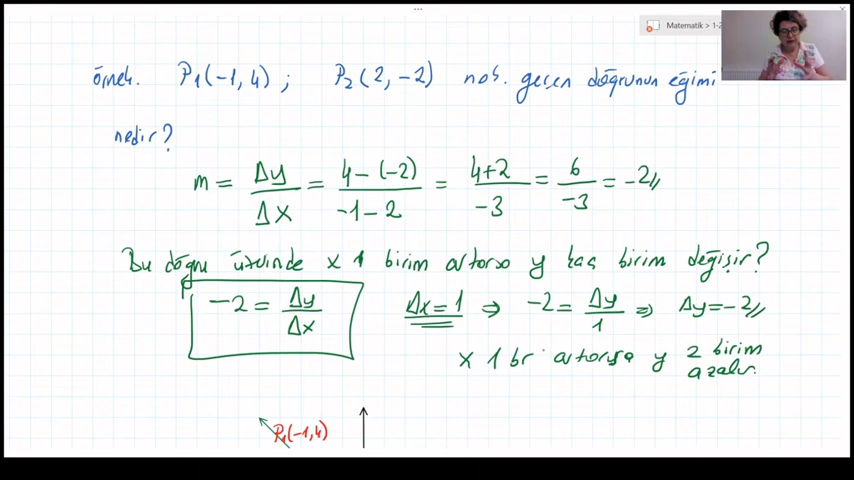 Matematik > 1-2
örnek. P₁(-1,4) ; P₂(2,-2) nok. geçen doğrunun eğimi
nedir?
m = Δy/ΔX = 4-(-2)/-1-2 = 4+2/-3 = 6/-3 = -2//
Bu doğru üzerinde x 1 birim artarsa y kaç birim değişir?
-2 = Δy/Δx Δx=1 ⇒ -2 = Δy/1 ⇒ Δy=-2//
x 1 br artarsa y 2 birim
azalır.
P₁(-1,4)